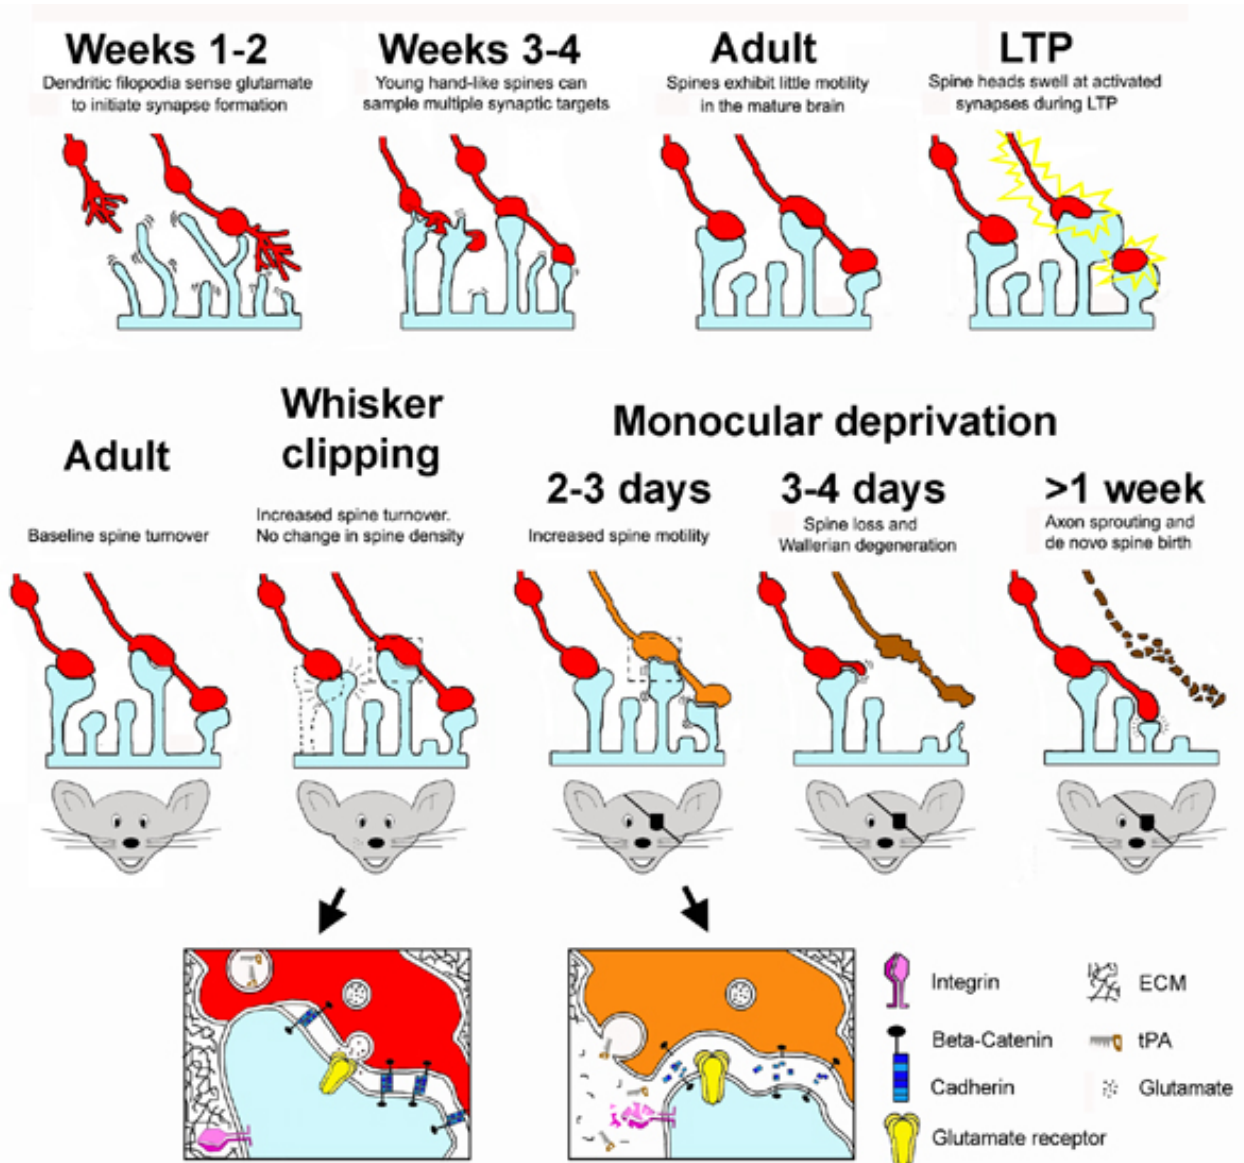 Weeks 1-2
Dendritic filopodia sense glutamate
to initiate synapse formation
Weeks 3-4
Young hand-like spines can
sample multiple synaptic targets
Adult
Spines exhibit little motility
in the mature brain
LTP
Spine heads swell at activated
synapses during LTP
Adult
Baseline spine turnover
Whisker
clipping
Increased spine turnover.
No change in spine density
Monocular deprivation
2-3 days
Increased spine motility
3-4 days
Spine loss and
Wallerian degeneration
>1 week
Axon sprouting and
de novo spine birth
Integrin
Beta-Catenin
Cadherin
Glutamate receptor
ECM
tPA
Glutamate